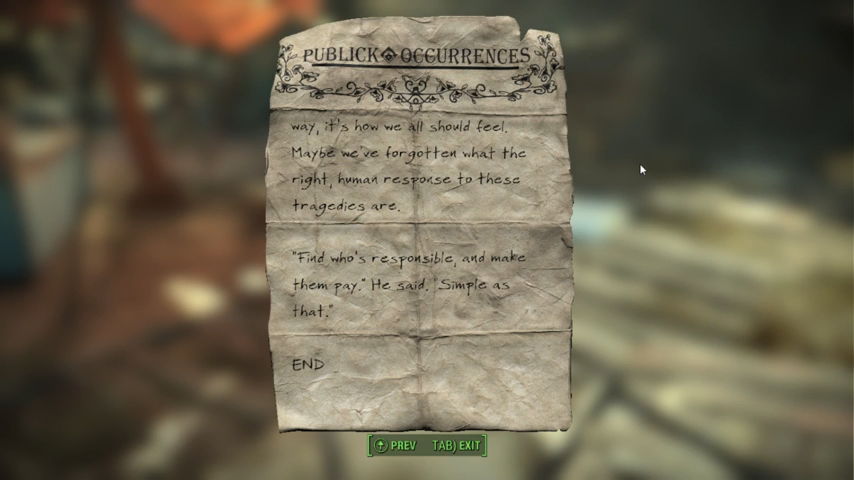 PUBLICK OCCURRENCES
way, it's how we all should feel.
Maybe we've forgotten what the
right, human response to these
tragedies are.
"Find who's responsible, and make
them pay." He said. "Simple as
that."
END
PREV TAB) EXIT